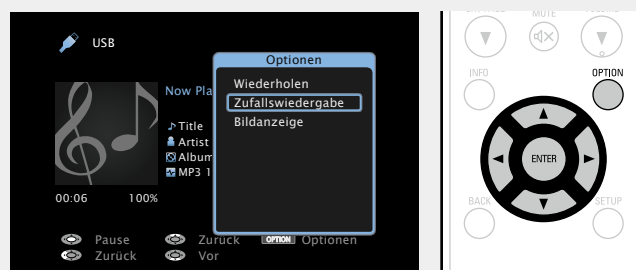 USB
Optionen
Wiederholen
Zufallswiedergabe
Bildanzeige
Now Pla
Title
Artist
Album
MP3 1
00:06 100%
Pause Zurück OPTION Optionen
Zurück Vor
MUTE
INFO OPTION
ENTER
BACK SETUP